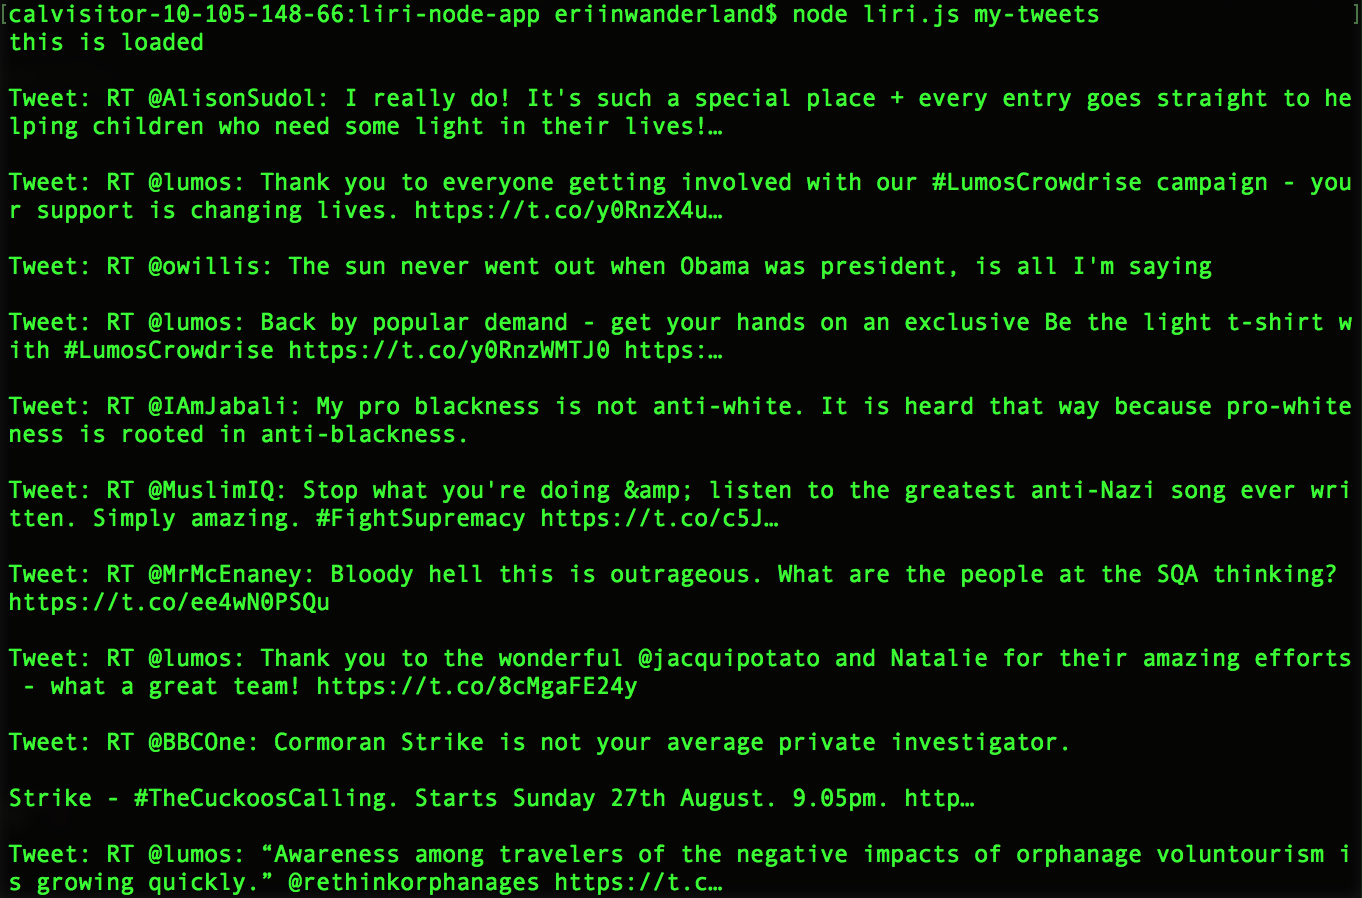 [calvisitor-10-105-148-66:liri-node-app eriinwanderland$ node liri.js my-tweets ]
this is loaded
Tweet: RT @AlisonSudol: I really do! It's such a special place + every entry goes straight to he
lping children who need some light in their lives!…
Tweet: RT @lumos: Thank you to everyone getting involved with our #LumosCrowdrise campaign - you
r support is changing lives. https://t.co/y0RnzX4u…
Tweet: RT @owillis: The sun never went out when Obama was president, is all I'm saying
Tweet: RT @lumos: Back by popular demand - get your hands on an exclusive Be the light t-shirt w
ith #LumosCrowdrise https://t.co/y0RnzWMTJ0 https:…
Tweet: RT @IAmJabali: My pro blackness is not anti-white. It is heard that way because pro-white
ness is rooted in anti-blackness.
Tweet: RT @MuslimIQ: Stop what you're doing &amp; listen to the greatest anti-Nazi song ever wri
tten. Simply amazing. #FightSupremacy https://t.co/c5J…
Tweet: RT @MrMcEnaney: Bloody hell this is outrageous. What are the people at the SQA thinking?
https://t.co/ee4wN0PSQu
Tweet: RT @lumos: Thank you to the wonderful @jacquipotato and Natalie for their amazing efforts
 - what a great team! https://t.co/8cMgaFE24y
Tweet: RT @BBCOne: Cormoran Strike is not your average private investigator.
Strike - #TheCuckoosCalling. Starts Sunday 27th August. 9.05pm. http…
Tweet: RT @lumos: “Awareness among travelers of the negative impacts of orphanage voluntourism i
s growing quickly.” @rethinkorphanages https://t.c…